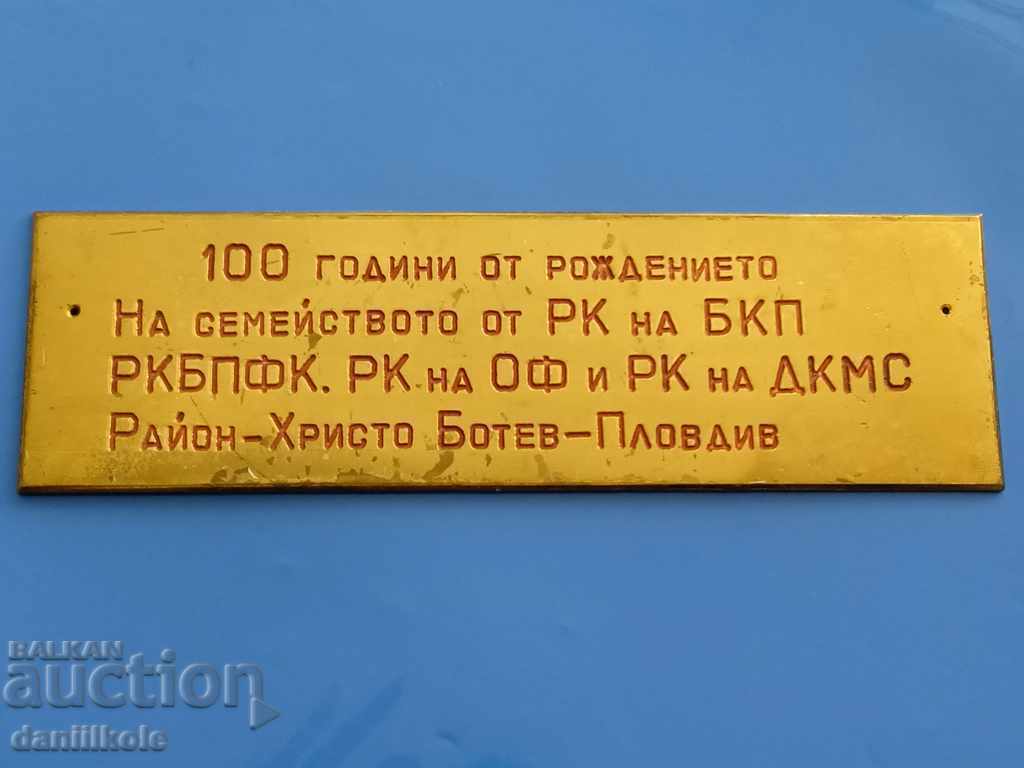 100 години от рождението
На семейството от РК на БКП
РКБПФК. РК на ОФ и РК на ДКМС
Район-Христо Ботев-Пловдив
BALKAN
auction
daniilkole